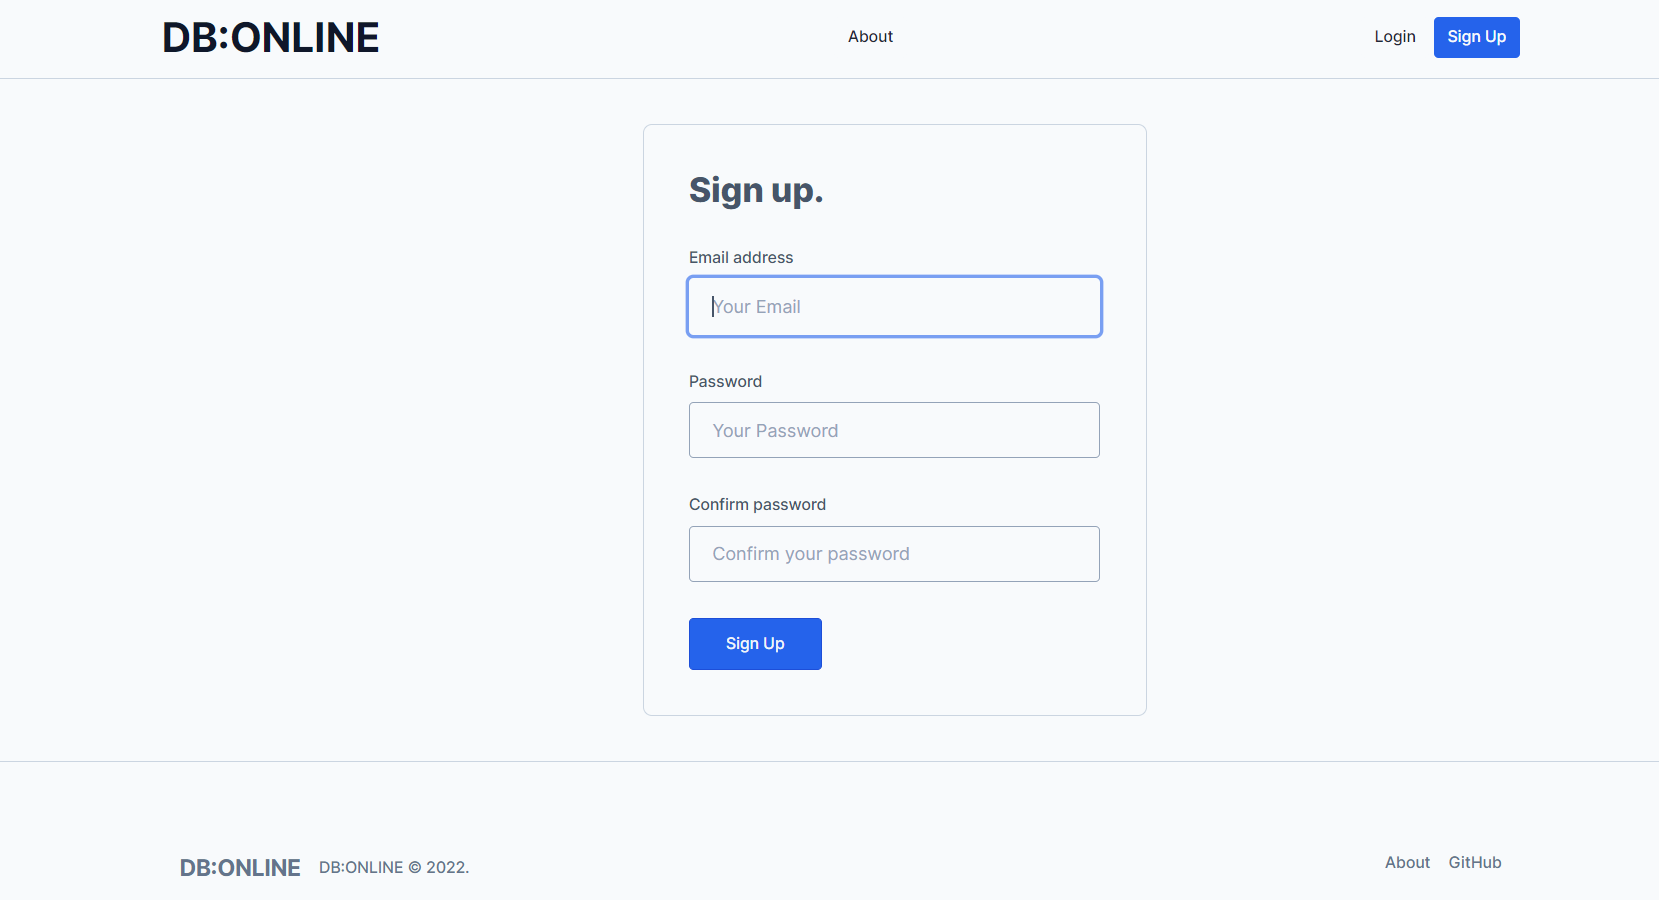 DB:ONLINE About Login Sign Up
Sign up.
Email address
Your Email
Password
Your Password
Confirm password
Confirm your password
Sign Up
DB:ONLINE DB:ONLINE © 2022. About GitHub